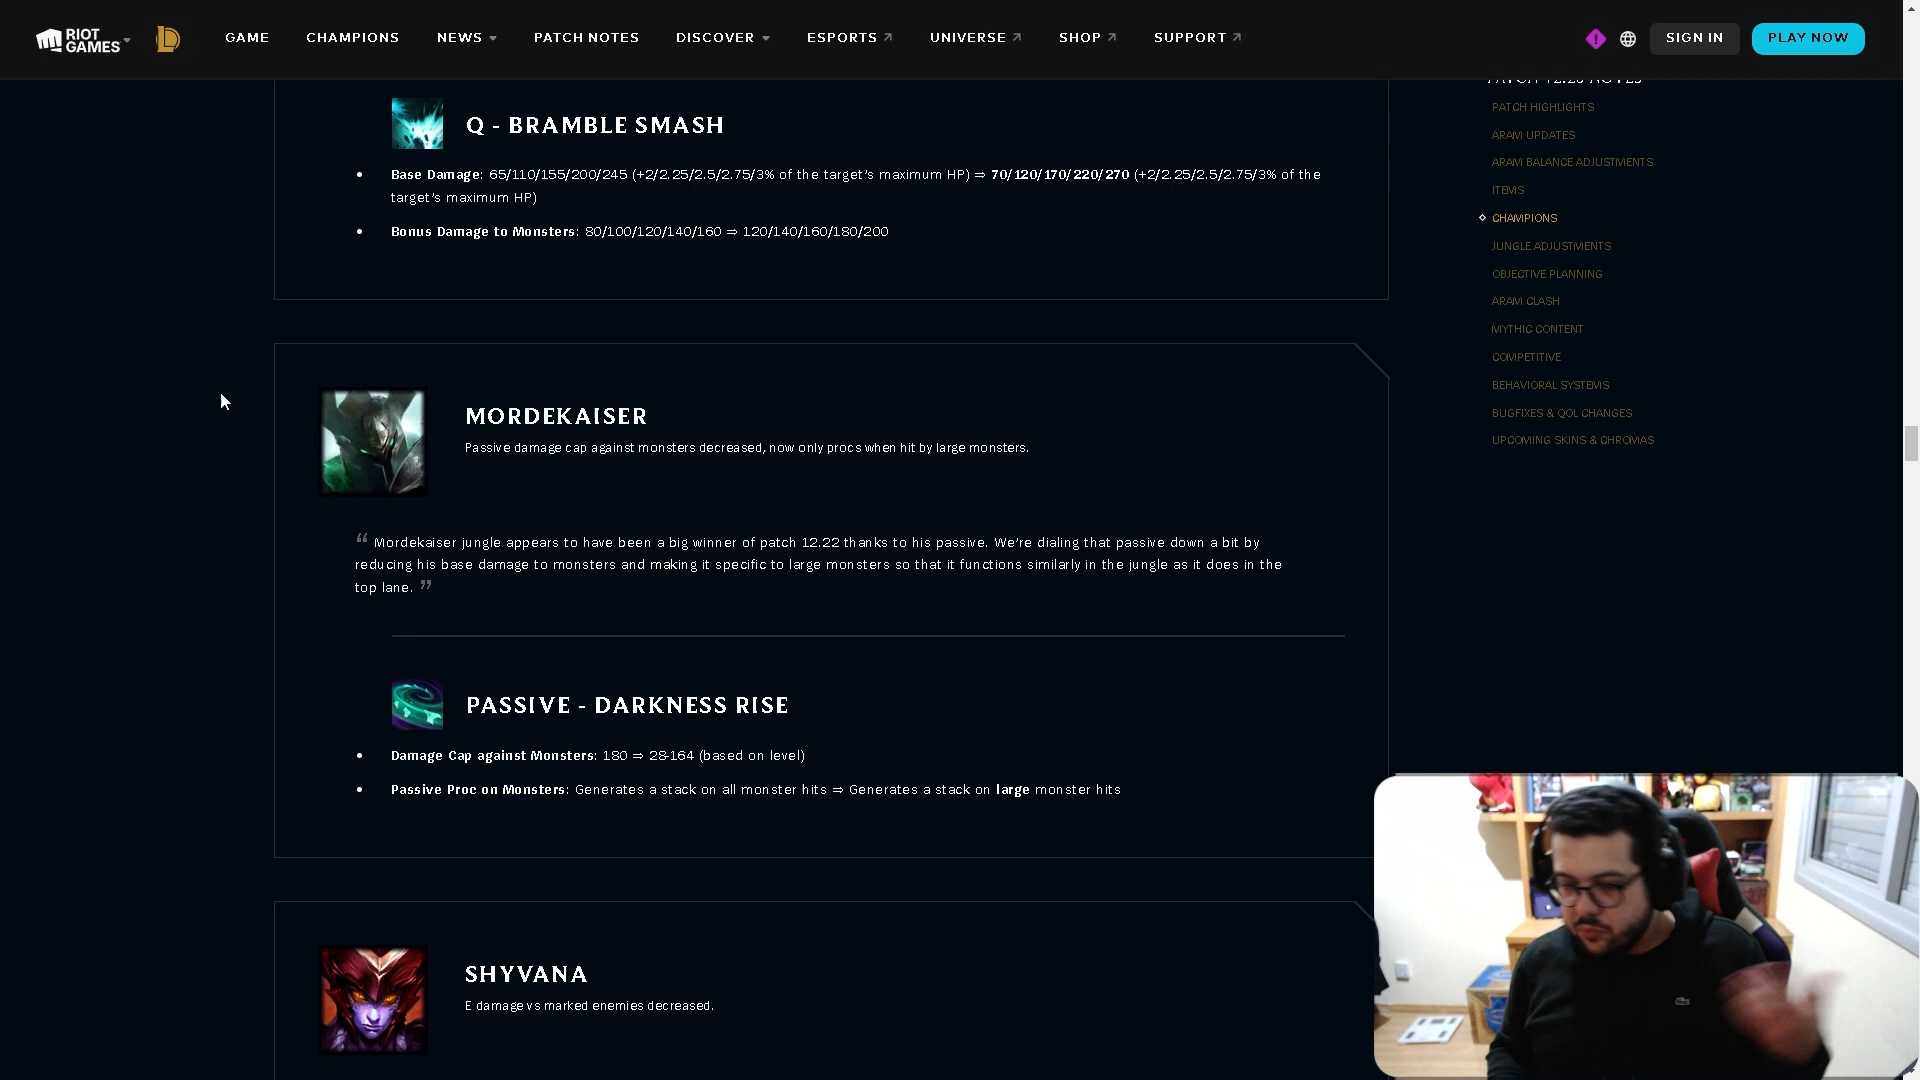 RIOT GAMES
GAME
CHAMPIONS
NEWS
PATCH NOTES
DISCOVER
ESPORTS
UNIVERSE
SHOP
SUPPORT
SIGN IN
PLAY NOW
Q - BRAMBLE SMASH
• Base Damage: 65/110/155/200/245 (+2/2.25/2.5/2.75/3% of the target's maximum HP) ⇒ 70/120/170/220/270 (+2/2.25/2.5/2.75/3% of the
target's maximum HP)
• Bonus Damage to Monsters: 80/100/120/140/160 ⇒ 120/140/160/180/200
MORDEKAISER
Passive damage cap against monsters decreased, now only procs when hit by large monsters.
“ Mordekaiser jungle appears to have been a big winner of patch 12.22 thanks to his passive. We're dialing that passive down a bit by
reducing his base damage to monsters and making it specific to large monsters so that it functions similarly in the jungle as it does in the
top lane. ”
PASSIVE - DARKNESS RISE
• Damage Cap against Monsters: 180 ⇒ 28-164 (based on level)
• Passive Proc on Monsters: Generates a stack on all monster hits ⇒ Generates a stack on large monster hits
SHYVANA
E damage vs marked enemies decreased.
PATCH HIGHLIGHTS
ARAM UPDATES
ARAM BALANCE ADJUSTMENTS
ITEMS
CHAMPIONS
JUNGLE ADJUSTMENTS
OBJECTIVE PLANNING
ARAM CLASH
MYTHIC CONTENT
COMPETITIVE
BEHAVIORAL SYSTEMS
BUGFIXES & QOL CHANGES
UPCOMING SKINS & CHROMAS